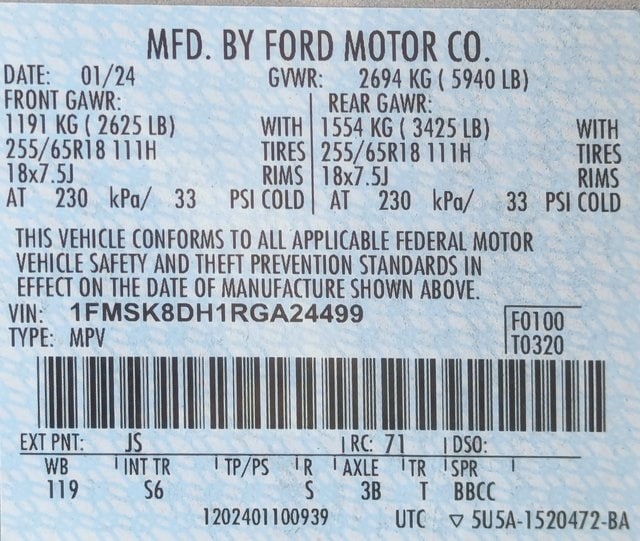 MFD. BY FORD MOTOR CO.
DATE: 01/24 GVWR: 2694 KG ( 5940 LB)
FRONT GAWR: REAR GAWR:
1191 KG ( 2625 LB) WITH 1554 KG ( 3425 LB) WITH
255/65R18 111H TIRES 255/65R18 111H TIRES
18x7.5J RIMS 18x7.5J RIMS
AT 230 kPa/ 33 PSI COLD AT 230 kPa/ 33 PSI COLD
THIS VEHICLE CONFORMS TO ALL APPLICABLE FEDERAL MOTOR
VEHICLE SAFETY AND THEFT PREVENTION STANDARDS IN
EFFECT ON THE DATE OF MANUFACTURE SHOWN ABOVE.
VIN: 1FMSK8DH1RGA24499 F0100
TYPE: MPV T0320
EXT PNT: JS RC: 71 DSO:
WB INT TR TP/PS R AXLE TR SPR
119 S6 S 3B T BBCC
1202401100939 UTC ▽ 5U5A-1520472-BA